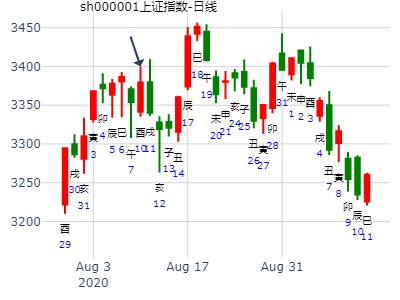 sh000001上证指数-日线
3450
3400
3350
3300
3250
3200
酉
29
戌
30
亥
31
寅
3
卯
4
辰
5
巳
6
午
7
酉
10
戌
11
亥
12
子
13
丑
14
辰
17
巳
18
午
19
未
20
申
21
亥
24
子
25
丑
26
寅
27
卯
28
午
31
未
1
申
2
酉
3
戌
4
丑
7
寅
8
卯
9
辰
10
巳
11
Aug 3
2020
Aug 17
Aug 31